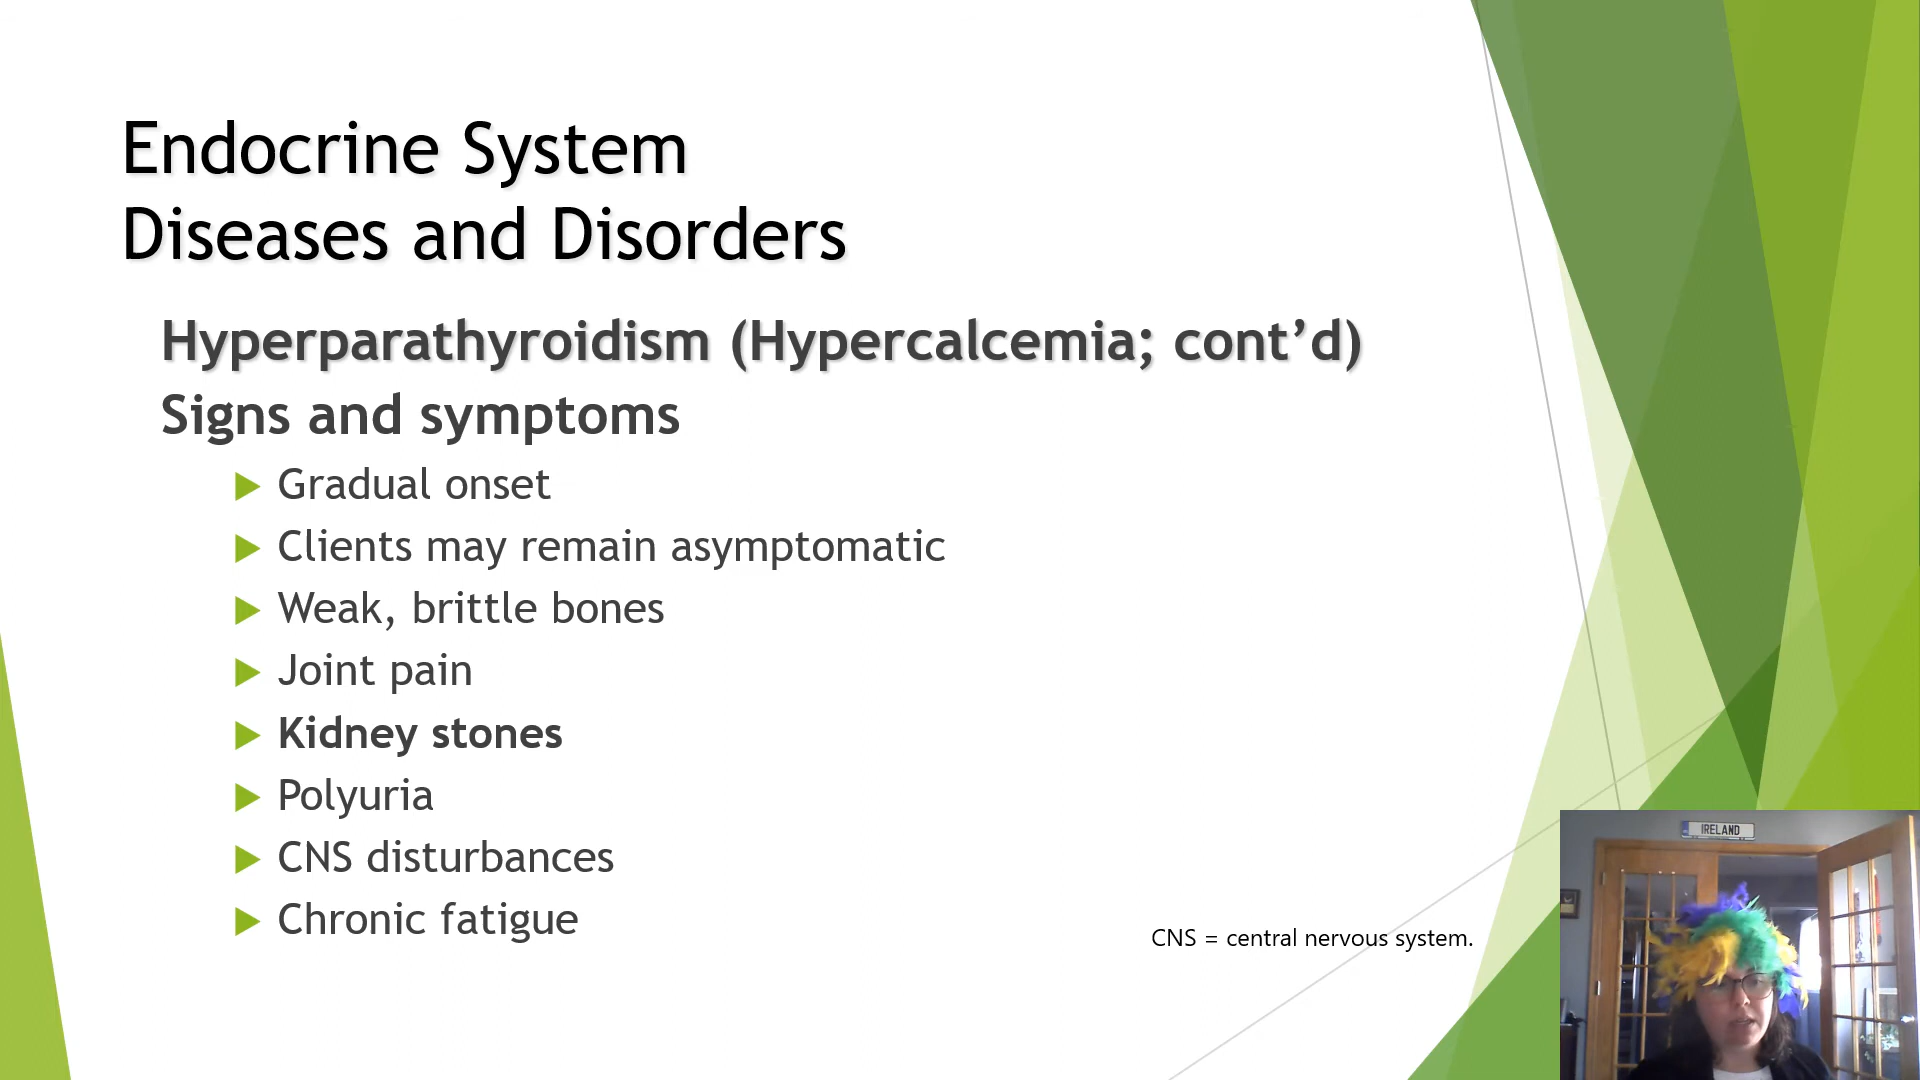 Endocrine System
Diseases and Disorders
Hyperparathyroidism (Hypercalcemia; cont’d)
Signs and symptoms
Gradual onset
Clients may remain asymptomatic
Weak, brittle bones
Joint pain
Kidney stones
Polyuria
CNS disturbances
Chronic fatigue
CNS = central nervous system.
IRELAND